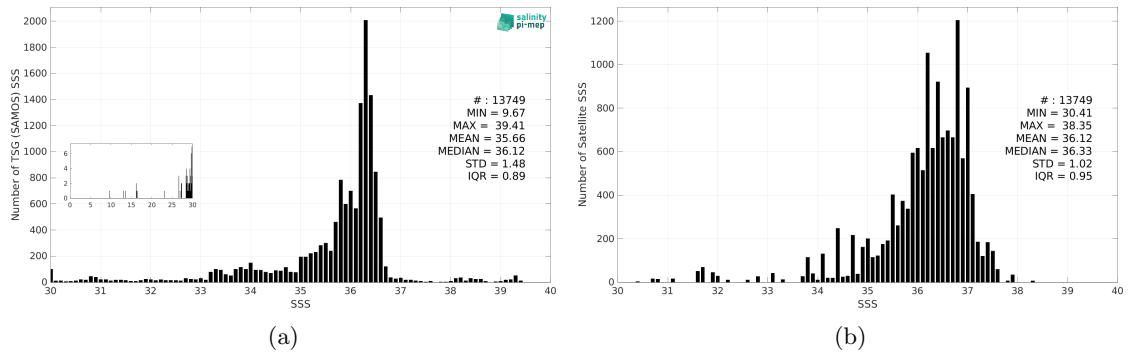 salinity
pi-mep
Number of TSG (SAMOS) SSS
2000
1800
1600
1400
1200
1000
800
600
400
200
0
# : 13749
MIN = 9.67
MAX = 39.41
MEAN = 35.66
MEDIAN = 36.12
STD = 1.48
IQR = 0.89
6
4
2
0
0 5 10 15 20 25 30
30 31 32 33 34 35 36 37 38 39 40
SSS
(a)
Number of Satellite SSS
1200
1000
800
600
400
200
0
# : 13749
MIN = 30.41
MAX = 38.35
MEAN = 36.12
MEDIAN = 36.33
STD = 1.02
IQR = 0.95
30 31 32 33 34 35 36 37 38 39 40
SSS
(b)